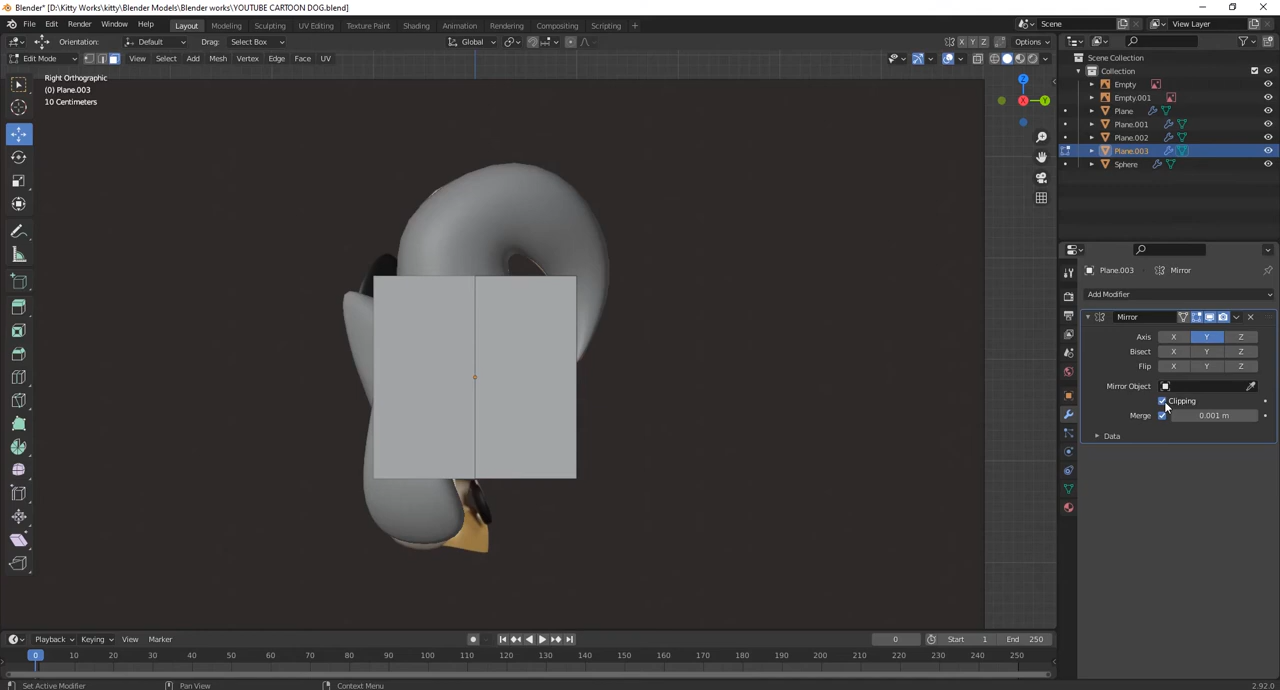 Blender* [D:\Kitty Works\kitty\Blender Models\Blender works\YOUTUBE CARTOON DOG.blend]
File Edit Render Window Help Layout Modeling Sculpting UV Editing Texture Paint Shading Animation Rendering Compositing Scripting + Scene View Layer
Orientation: Default Drag: Select Box Global X Y Z Options
Edit Mode View Select Add Mesh Vertex Edge Face UV
Right Orthographic
(0) Plane.003
10 Centimeters
Z
X
Y
Scene Collection
Collection
Empty
Empty.001
Plane
Plane.001
Plane.002
Plane.003
Sphere
Plane.003 Mirror
Add Modifier
Mirror
Axis X Y Z
Bisect X Y Z
Flip X Y Z
Mirror Object
Clipping
Merge 0.001 m
Data
Playback Keying View Marker 0 Start 1 End 250
0 10 20 30 40 50 60 70 80 90 100 110 120 130 140 150 160 170 180 190 200 210 220 230 240 250
Set Active Modifier Pan View Context Menu 2.92.0